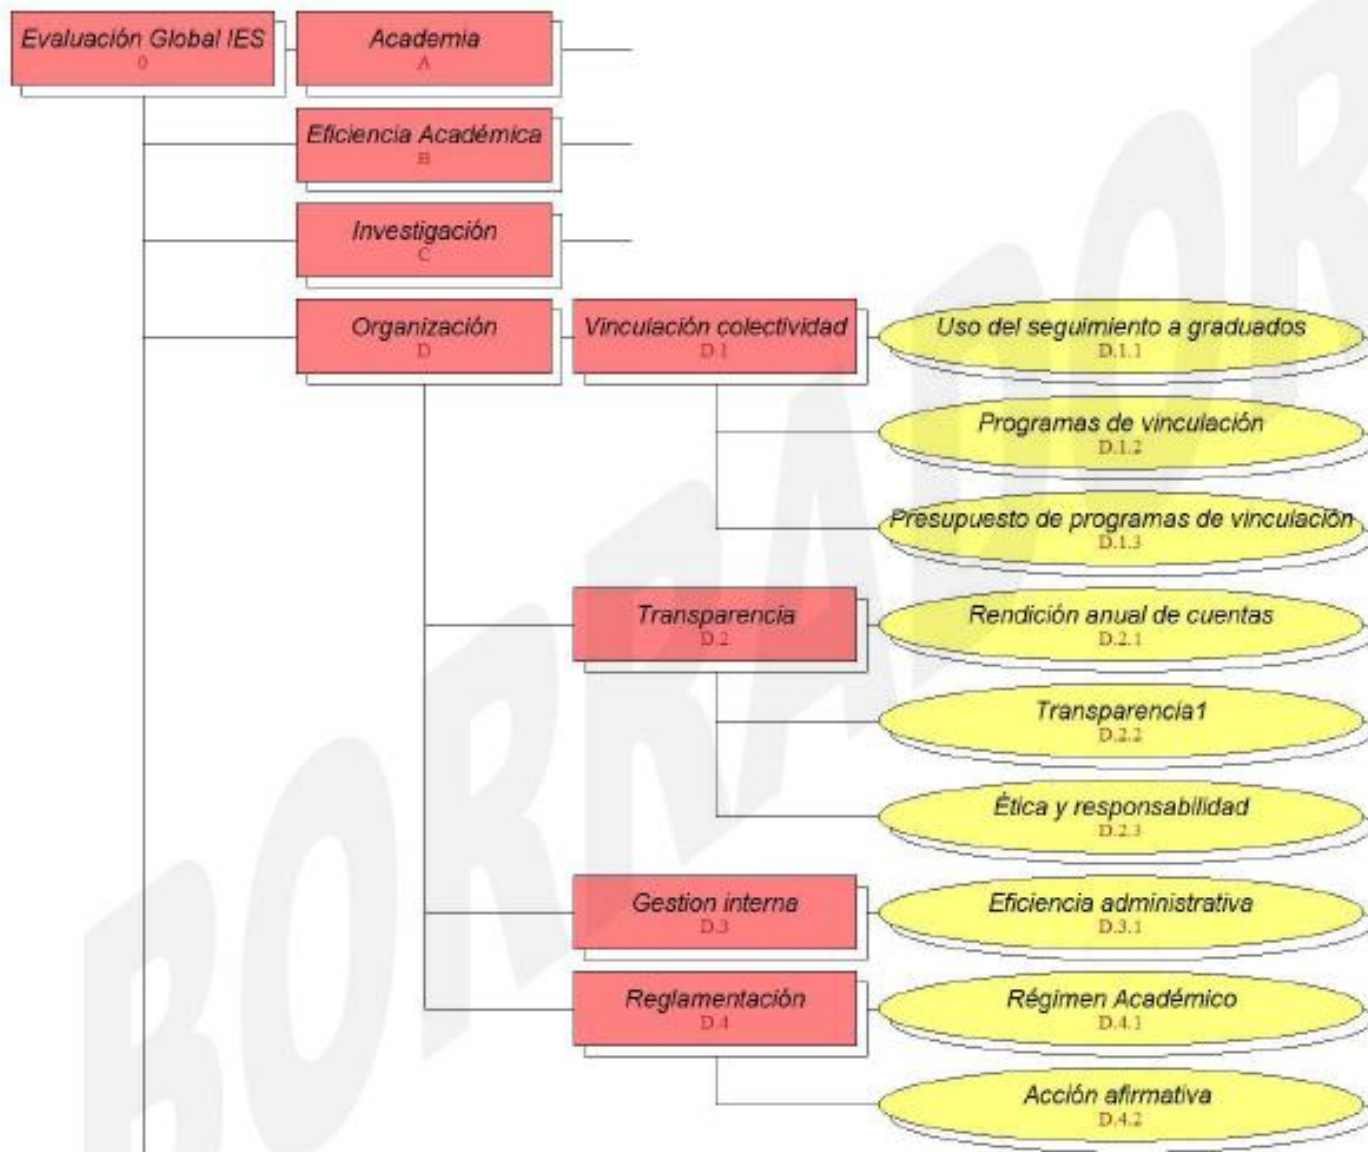 Evaluación Global IES
0
Academia
A
Eficiencia Académica
B
Investigación
C
Organización
D
Vinculación colectividad
D.1
Uso del seguimiento a graduados
D.1.1
Programas de vinculación
D.1.2
Presupuesto de programas de vinculación
D.1.3
Transparencia
D.2
Rendición anual de cuentas
D.2.1
Transparencia1
D.2.2
Ética y responsabilidad
D.2.3
Gestion interna
D.3
Eficiencia administrativa
D.3.1
Reglamentación
D.4
Régimen Académico
D.4.1
Acción afirmativa
D.4.2
BORRADOR